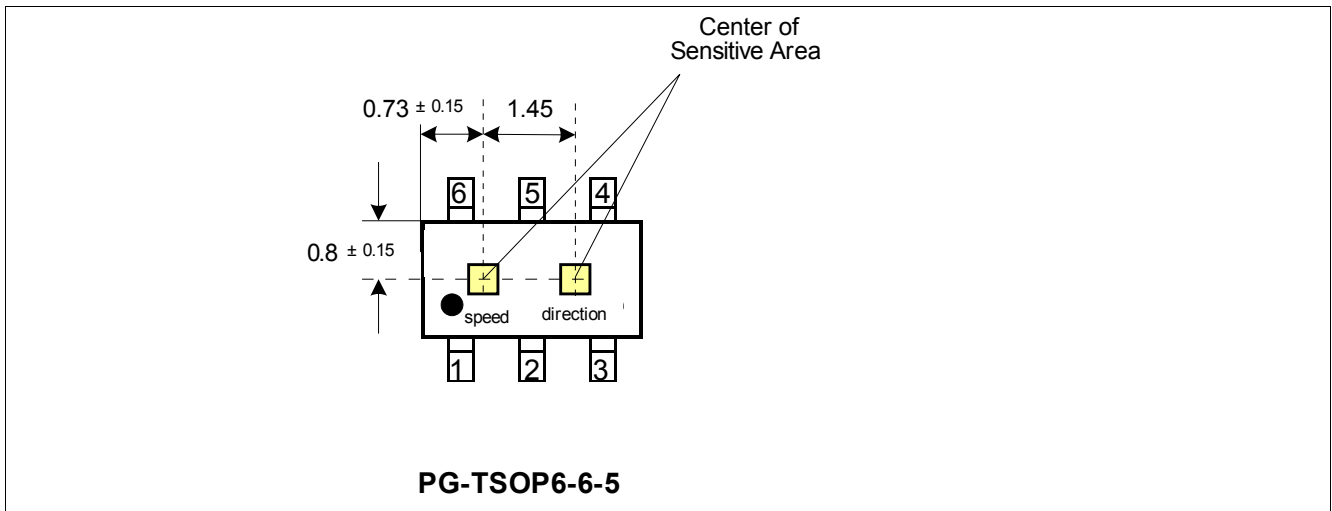 Center of
Sensitive Area
0.73 ± 0.15 1.45
6 5 4
0.8 ± 0.15
speed direction
1 2 3
PG-TSOP6-6-5